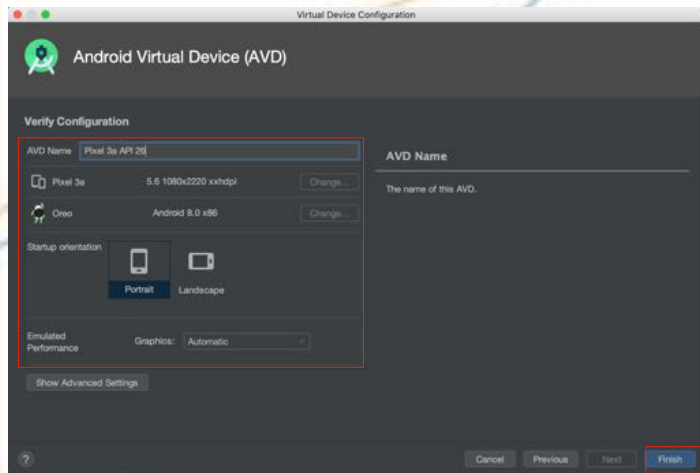 Virtual Device Configuration
Android Virtual Device (AVD)
Verify Configuration
AVD Name Pixel 3a API 26
AVD Name
Pixel 3a 5.6 1080x2220 xxhdpi Change...
The name of this AVD.
Oreo Android 8.0 x86 Change...
Startup orientation
Portrait Landscape
Emulated
Performance
Graphics: Automatic
Show Advanced Settings
? Cancel Previous Next Finish